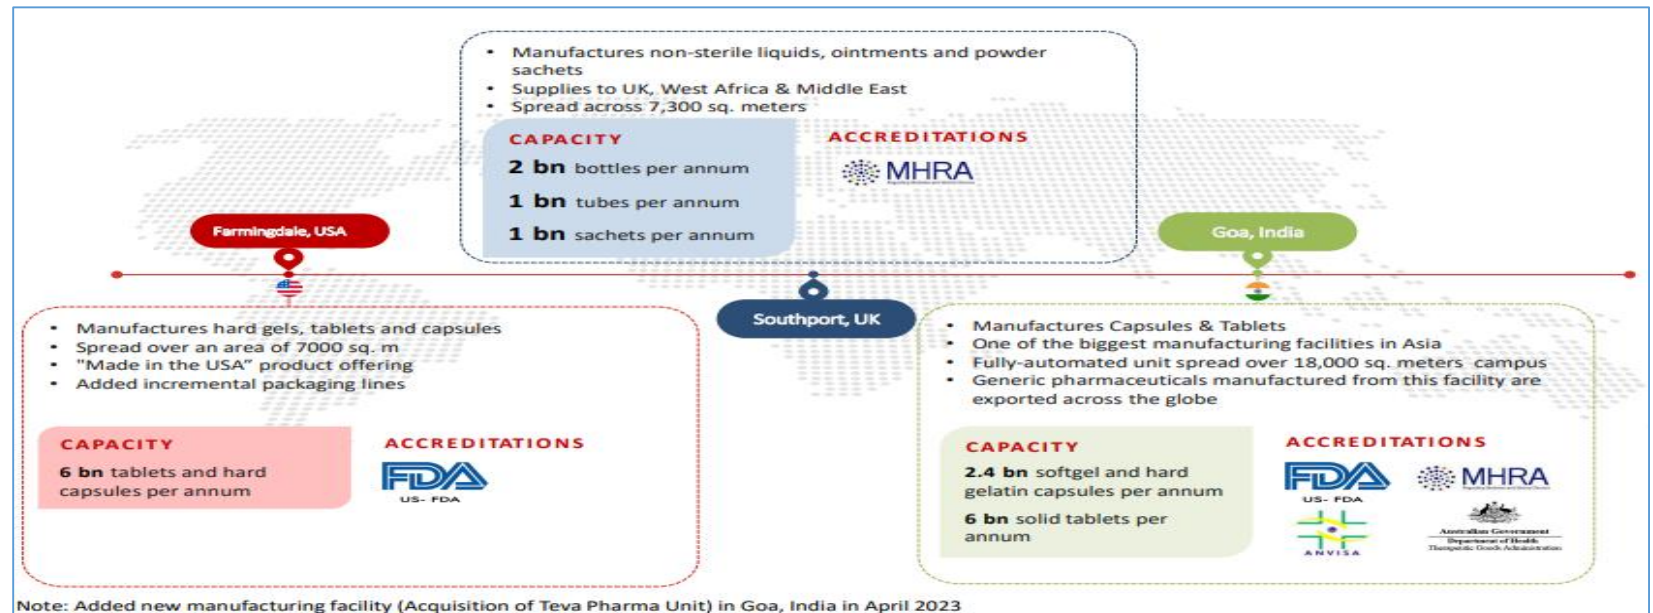 • Manufactures non-sterile liquids, ointments and powder
sachets
• Supplies to UK, West Africa & Middle East
• Spread across 7,300 sq. meters
CAPACITY
2 bn bottles per annum
1 bn tubes per annum
1 bn sachets per annum
ACCREDITATIONS
MHRA
Farmingdale, USA
Goa, India
Southport, UK
• Manufactures hard gels, tablets and capsules
• Spread over an area of 7000 sq. m
• "Made in the USA” product offering
• Added incremental packaging lines
CAPACITY
6 bn tablets and hard
capsules per annum
ACCREDITATIONS
FDA
US- FDA
• Manufactures Capsules & Tablets
• One of the biggest manufacturing facilities in Asia
• Fully-automated unit spread over 18,000 sq. meters campus
• Generic pharmaceuticals manufactured from this facility are
exported across the globe
CAPACITY
2.4 bn softgel and hard
gelatin capsules per annum
6 bn solid tablets per
annum
ACCREDITATIONS
FDA
US- FDA
MHRA
ANVISA
Australian Government
Department of Health
Therapeutic Goods Administration
Note: Added new manufacturing facility (Acquisition of Teva Pharma Unit) in Goa, India in April 2023